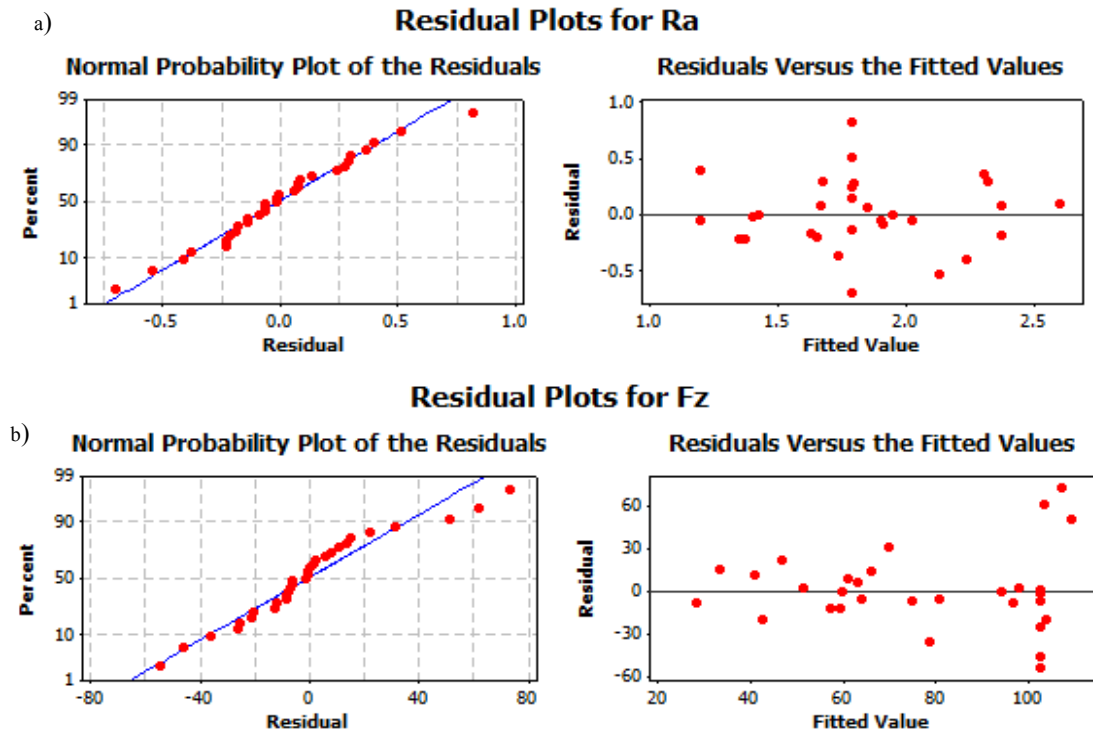 a)
Residual Plots for Ra
Normal Probability Plot of the Residuals
99
90
50
10
1
Percent
-0.5
0.0
0.5
1.0
Residual
Residuals Versus the Fitted Values
1.0
0.5
0.0
-0.5
Residual
1.0
1.5
2.0
2.5
Fitted Value
b)
Residual Plots for Fz
Normal Probability Plot of the Residuals
99
90
50
10
1
Percent
-80
-40
0
40
80
Residual
Residuals Versus the Fitted Values
60
30
0
-30
-60
Residual
20
40
60
80
100
Fitted Value